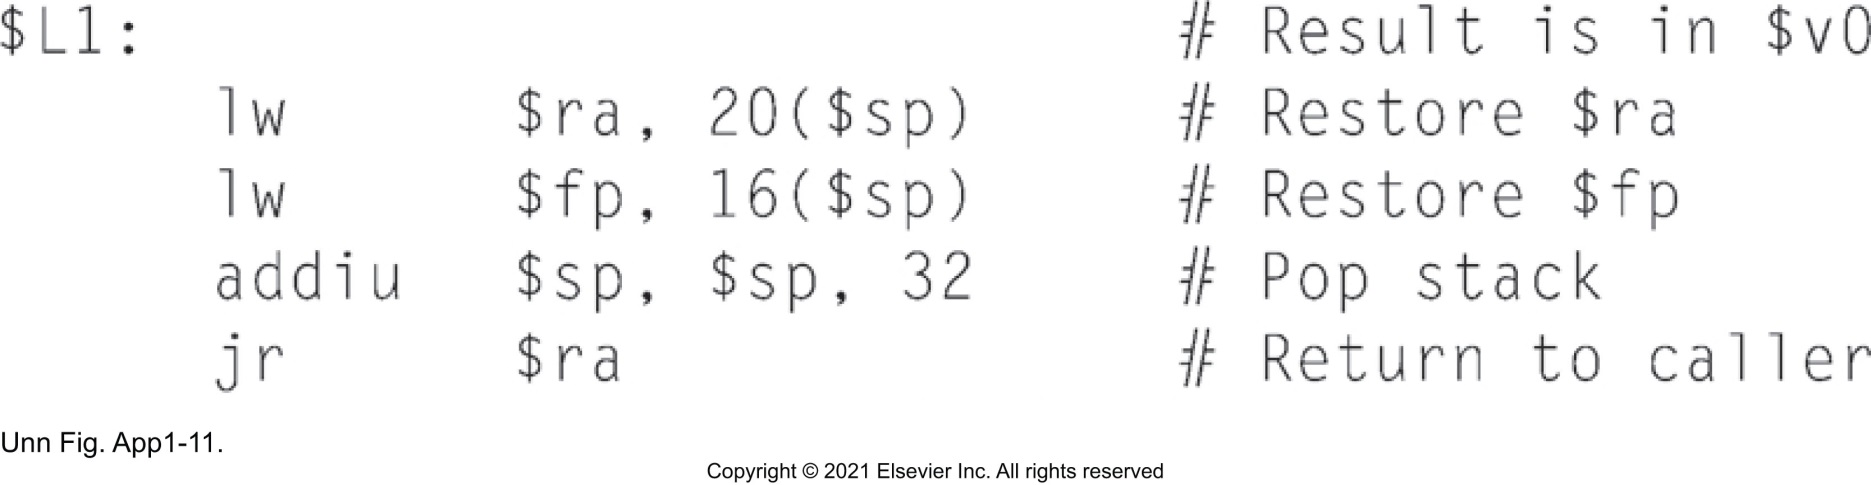 $L1: # Result is in $v0
lw $ra, 20($sp) # Restore $ra
lw $fp, 16($sp) # Restore $fp
addiu $sp, $sp, 32 # Pop stack
jr $ra # Return to caller
Unn Fig. App1-11.
Copyright © 2021 Elsevier Inc. All rights reserved